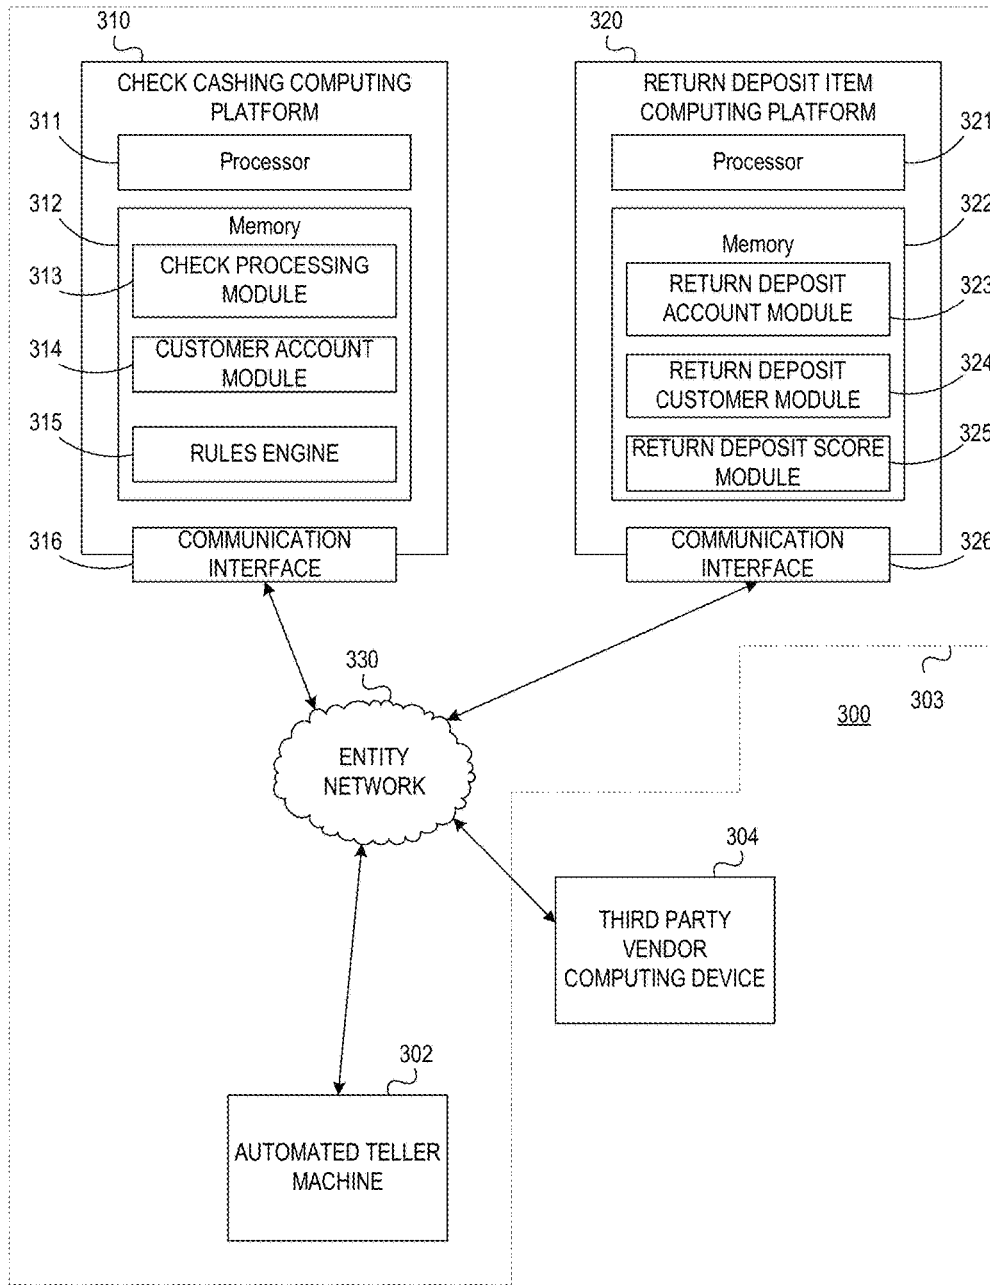 310
320
CHECK CASHING COMPUTING
PLATFORM
RETURN DEPOSIT ITEM
COMPUTING PLATFORM
311
Processor
Processor
321
312
Memory
Memory
322
313
CHECK PROCESSING
MODULE
RETURN DEPOSIT
ACCOUNT MODULE
323
314
CUSTOMER ACCOUNT
MODULE
RETURN DEPOSIT
CUSTOMER MODULE
324
315
RULES ENGINE
RETURN DEPOSIT SCORE
MODULE
325
316
COMMUNICATION
INTERFACE
COMMUNICATION
INTERFACE
326
330
ENTITY
NETWORK
303
300
304
THIRD PARTY
VENDOR
COMPUTING DEVICE
302
AUTOMATED TELLER
MACHINE